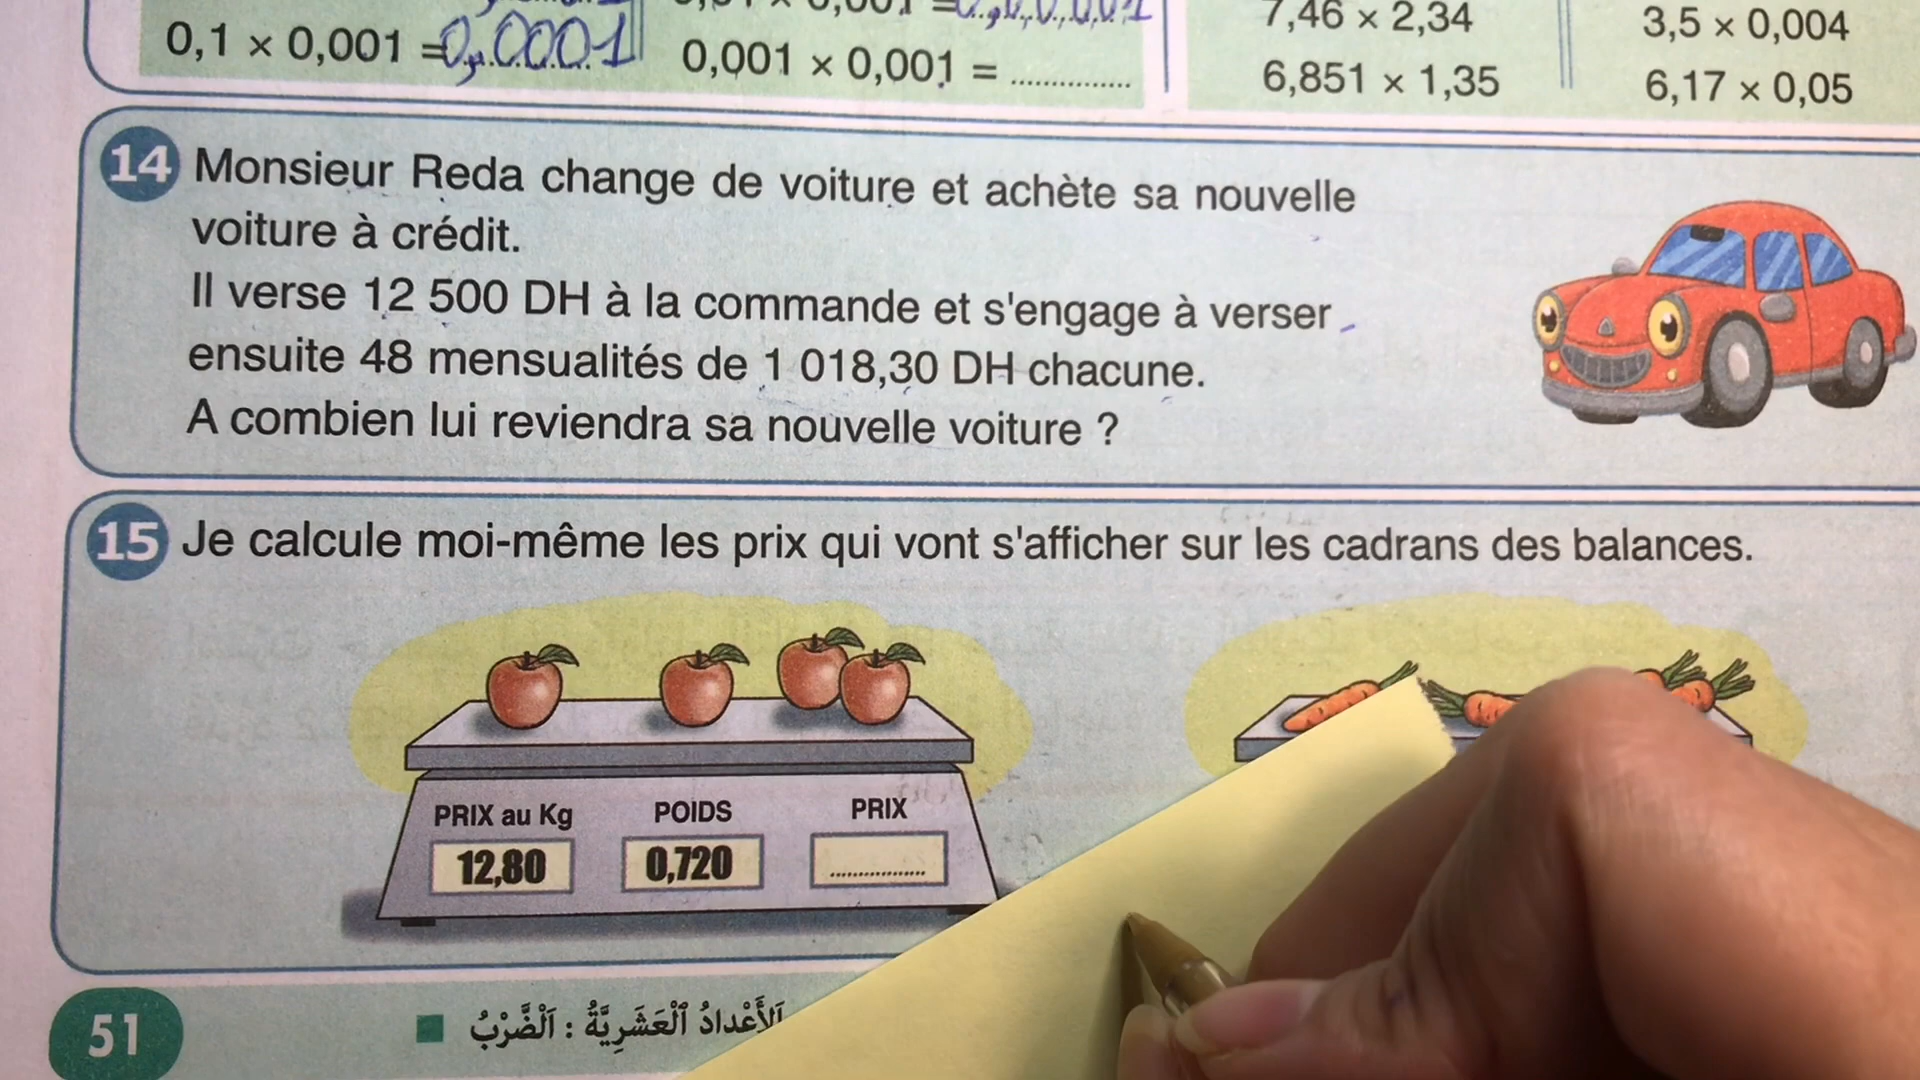 0,1 × 0,001 = 0,0001
0,001 × 0,001 = ...............
7,46 × 2,34
6,851 × 1,35
3,5 × 0,004
6,17 × 0,05
14 Monsieur Reda change de voiture et achète sa nouvelle
voiture à crédit.
Il verse 12 500 DH à la commande et s'engage à verser
ensuite 48 mensualités de 1 018,30 DH chacune.
A combien lui reviendra sa nouvelle voiture ?
15 Je calcule moi-même les prix qui vont s'afficher sur les cadrans des balances.
PRIX au Kg POIDS PRIX
12,80 0,720 ..................
51 ■ اَلْأَعْدادُ ٱلْعَشَرِيَّةُ : اَلْضَّرْبُ